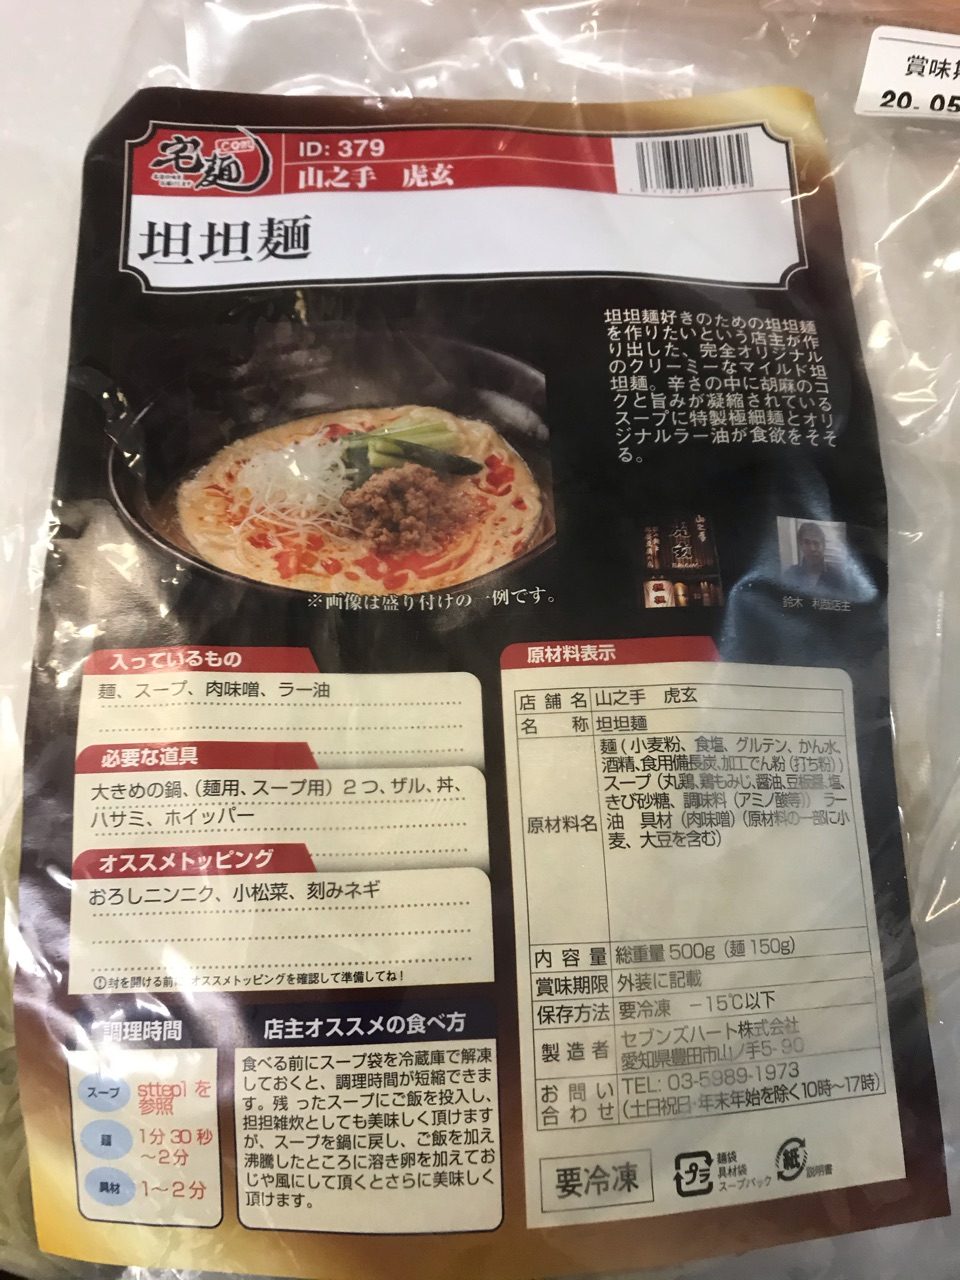 賞味期
20. 05
宅麺
.COM
ID: 379
山之手 虎玄
坦坦麺
坦坦麺好きのための坦坦麺
を作りたいという店主が作
り出した、完全オリジナル
のクリーミーなマイルド坦
坦麺。辛さの中に胡麻のコ
クと旨みが凝縮されている
スープに特製極細麺とオリ
ジナルラー油が食欲をそそ
る。
※画像は盛り付けの一例です。
入っているもの
麺、スープ、肉味噌、ラー油
必要な道具
大きめの鍋、(麺用、スープ用)2つ、ザル、丼、
ハサミ、ホイッパー
オススメトッピング
おろしニンニク、小松菜、刻みネギ
①封を開ける前に オススメトッピングを確認して準備してね!
調理時間
スープ sttep1を
参照
麺 1分30秒
〜2分
具材 1〜2分
店主オススメの食べ方
食べる前にスープ袋を冷蔵庫で解凍
しておくと、調理時間が短縮できま
す。残 ったスープにご飯を投入し、
担担雑炊としても美味しく頂けます
が、スープを鍋に戻し、ご飯を加え
沸騰したところに溶き卵を加えてお
じや風にして頂くとさらに美味しく
頂けます。
原材料表示
店舗名 山之手 虎玄
名称 坦坦麺
原材料名 麺(小麦粉、食塩、グルテン、かん水、
酒精、食用備長炭、加工でん粉(打ち粉))
スープ(丸鶏、鶏もみじ、醤油、豆板醤、塩、
きび砂糖、調味料(アミノ酸等)) ラー
油 具材(肉味噌)(原材料の一部に小
麦、大豆を含む)
内容量 総重量500g(麺150g)
賞味期限 外装に記載
保存方法 要冷凍 −15℃以下
製造者 セブンズハート株式会社
愛知県豊田市山ノ手5-90
お問い合わせ TEL: 03-5989-1973
(土日祝日・年末年始を除く10時〜17時)
要冷凍
プラ
麺袋
具材袋
スープパック
紙
説明書